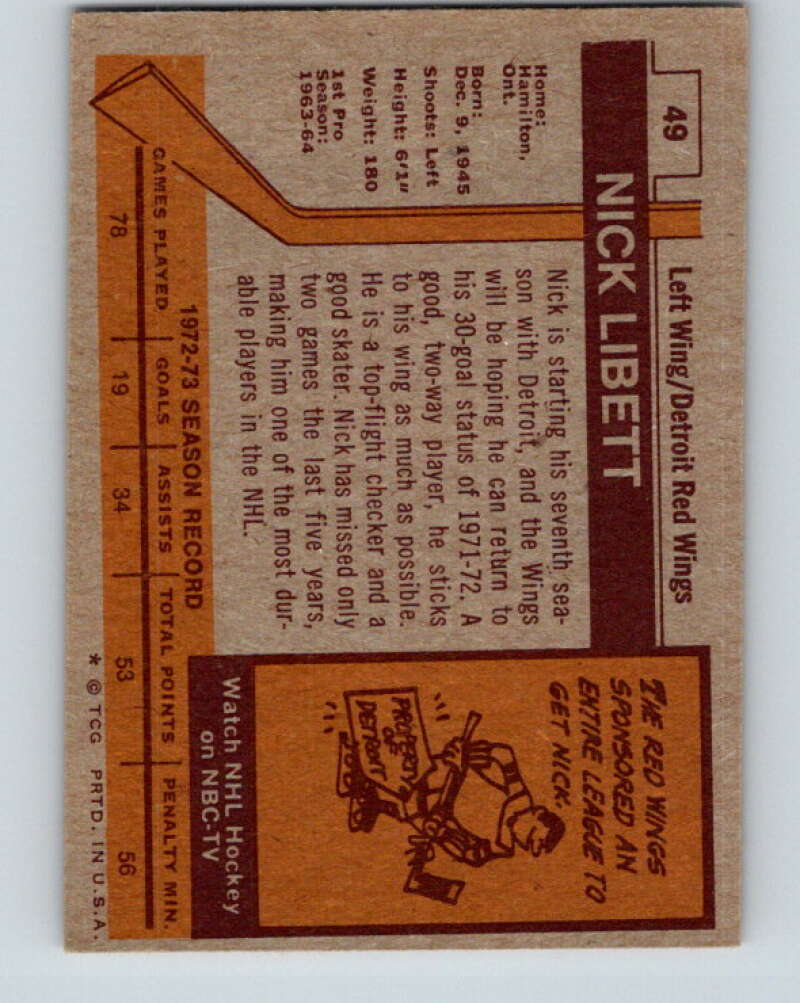 49
Left Wing/Detroit Red Wings
NICK LIBETT
Home:
Hamilton,
Ont.
Born:
Dec. 9, 1945
Shoots: Left
Height: 6'1"
Weight: 180
1st Pro
Season:
1963-64
Nick is starting his seventh sea-
son with Detroit, and the Wings
will be hoping he can return to
his 30-goal status of 1971-72. A
good, two-way player, he sticks
to his wing as much as possible.
He is a top-flight checker and a
good skater. Nick has missed only
two games the last five years,
making him one of the most dur-
able players in the NHL.
THE RED WINGS
SPONSORED AN
ENTIRE LEAGUE TO
GET NICK.
PROPERTY
OF
DETROIT
Watch NHL Hockey
on NBC-TV
1972-73 SEASON RECORD
GAMES PLAYED GOALS ASSISTS TOTAL POINTS PENALTY MIN.
78 19 34 53 56
* © TCG PRTD. IN U.S.A.